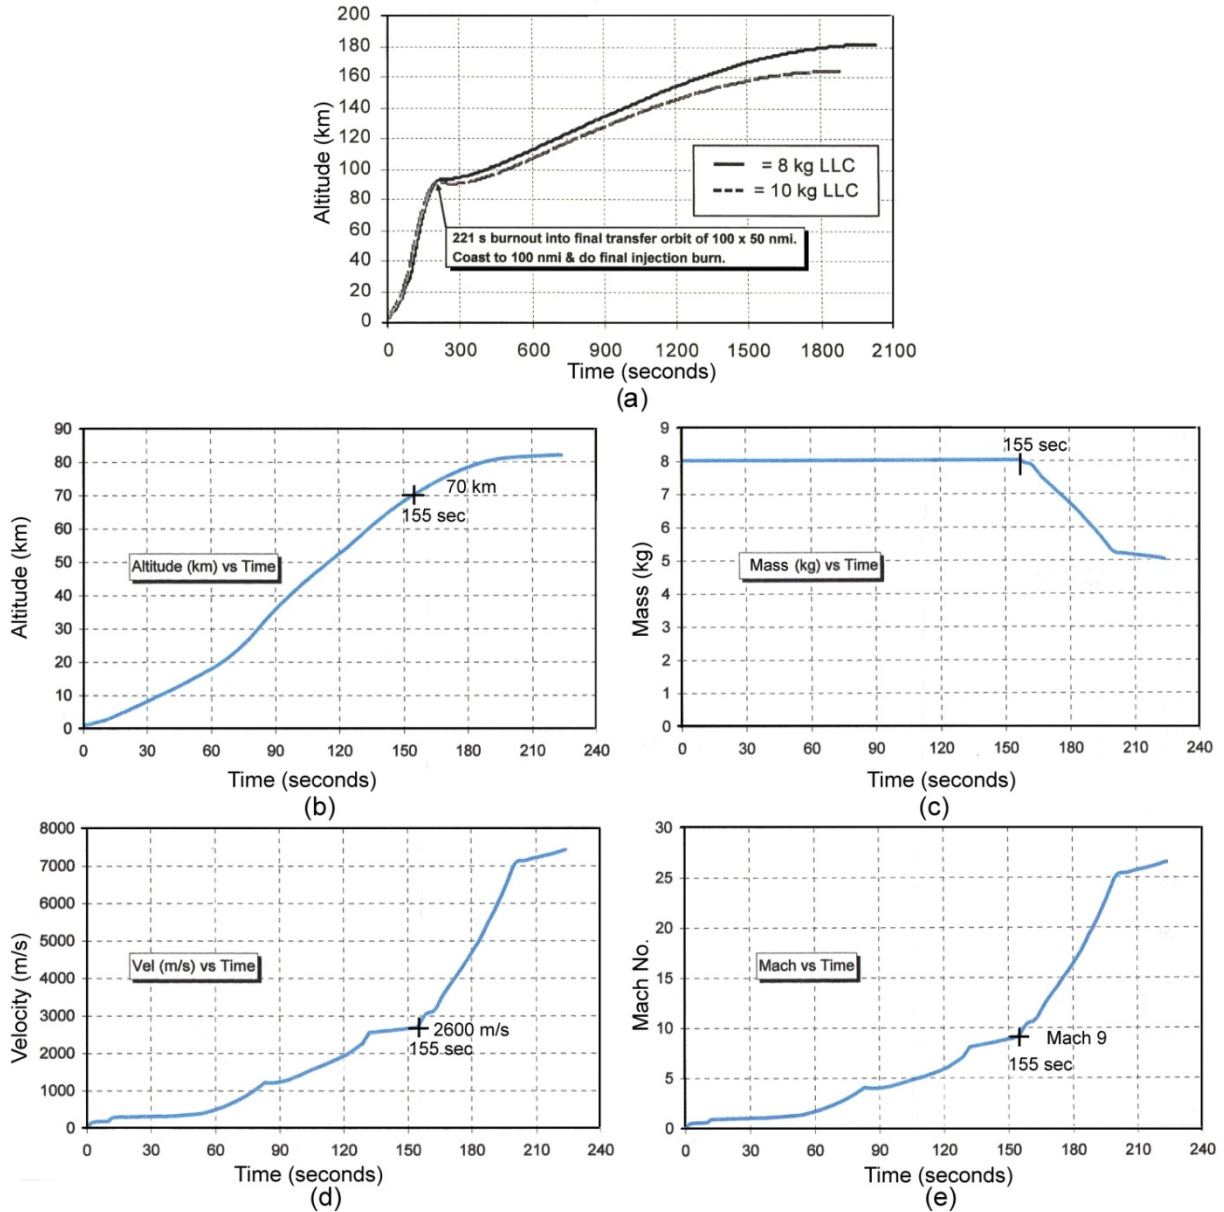 200
180
160
140
120
100
80
60
40
20
0
Altitude (km)
= 8 kg LLC
= 10 kg LLC
221 s burnout into final transfer orbit of 100 x 50 nmi.
Coast to 100 nmi & do final injection burn.
0 300 600 900 1200 1500 1800 2100
Time (seconds)
(a)
90
80
70
60
50
40
30
20
10
0
Altitude (km)
70 km
155 sec
Altitude (km) vs Time
0 30 60 90 120 150 180 210 240
Time (seconds)
(b)
9
8
7
6
5
4
3
2
1
0
Mass (kg)
155 sec
Mass (kg) vs Time
0 30 60 90 120 150 180 210 240
Time (seconds)
(c)
8000
7000
6000
5000
4000
3000
2000
1000
0
Velocity (m/s)
Vel (m/s) vs Time
2600 m/s
155 sec
0 30 60 90 120 150 180 210 240
Time (seconds)
(d)
30
25
20
15
10
5
0
Mach No.
Mach vs Time
Mach 9
155 sec
0 30 60 90 120 150 180 210 240
Time (seconds)
(e)